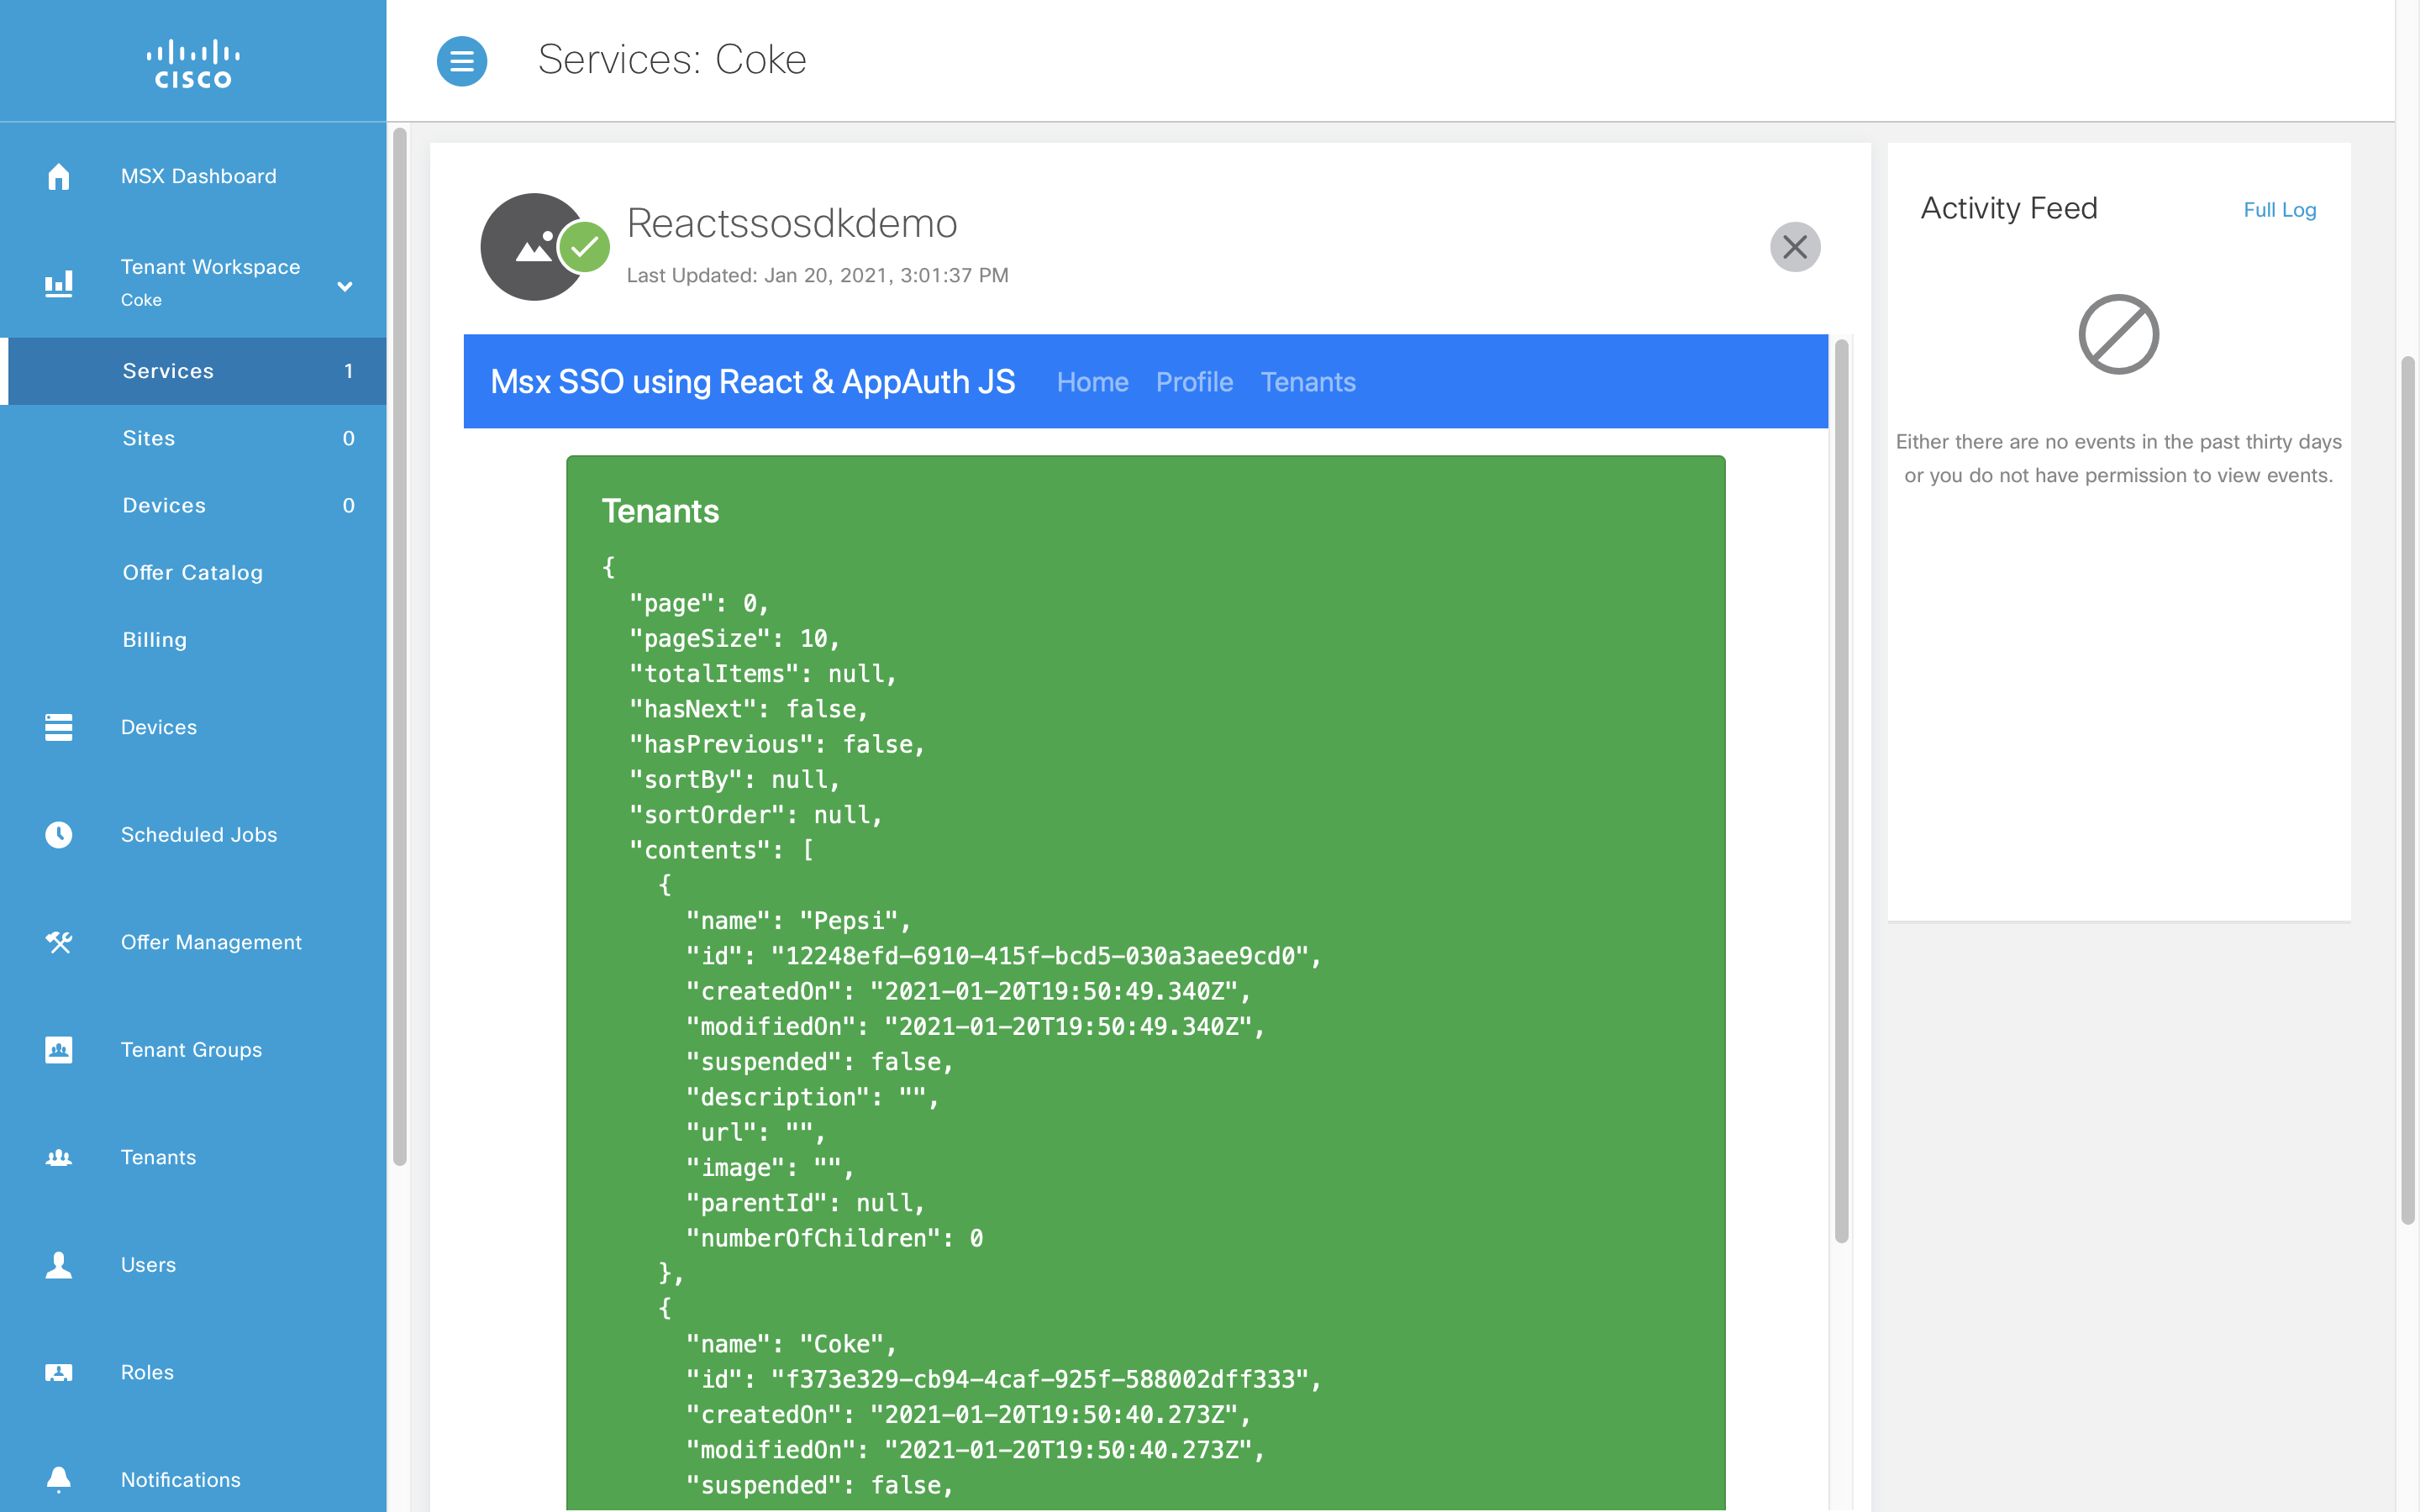 CISCO
MSX Dashboard
Tenant Workspace
Coke
Services 1
Sites 0
Devices 0
Offer Catalog
Billing
Devices
Scheduled Jobs
Offer Management
Tenant Groups
Tenants
Users
Roles
Notifications
Services: Coke
Reactssosdkdemo
Last Updated: Jan 20, 2021, 3:01:37 PM
Msx SSO using React & AppAuth JS Home Profile Tenants
Tenants
{
  "page": 0,
  "pageSize": 10,
  "totalItems": null,
  "hasNext": false,
  "hasPrevious": false,
  "sortBy": null,
  "sortOrder": null,
  "contents": [
    {
      "name": "Pepsi",
      "id": "12248efd-6910-415f-bcd5-030a3aee9cd0",
      "createdOn": "2021-01-20T19:50:49.340Z",
      "modifiedOn": "2021-01-20T19:50:49.340Z",
      "suspended": false,
      "description": "",
      "url": "",
      "image": "",
      "parentId": null,
      "numberOfChildren": 0
    },
    {
      "name": "Coke",
      "id": "f373e329-cb94-4caf-925f-588002dff333",
      "createdOn": "2021-01-20T19:50:40.273Z",
      "modifiedOn": "2021-01-20T19:50:40.273Z",
      "suspended": false,
Activity Feed Full Log
Either there are no events in the past thirty days
or you do not have permission to view events.